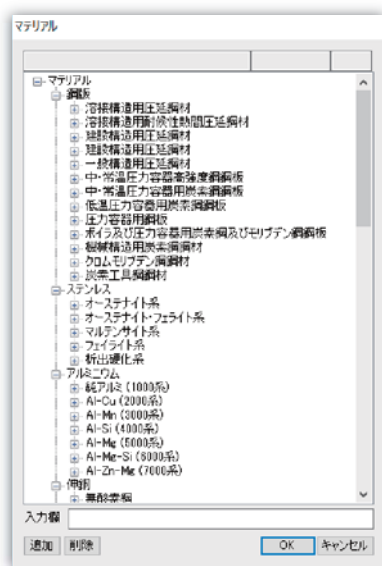 マテリアル
マテリアル
鋼版
溶接構造用圧延鋼材
溶接構造用耐候性熱間圧延鋼材
建設構造用圧延鋼材
建設構造用圧延鋼材
一般構造用圧延鋼材
中・常温圧力容器高強度鋼鋼板
中・常温圧力容器用炭素鋼鋼板
低温圧力容器用炭素鋼鋼板
圧力容器用鋼板
ボイラ及び圧力容器用炭素鋼及びモリブデン鋼鋼板
機械構造用炭素鋼鋼材
クロムモリブデン鋼鋼材
炭素工具鋼鋼材
ステンレス
オーステナイト系
オーステナイト・フェライト系
マルテンサイト系
フェイライト系
析出硬化系
アルミニウム
純アルミ (1000系)
Al-Cu (2000系)
Al-Mn (3000系)
Al-Si (4000系)
Al-Mg (5000系)
Al-Mg-Si (6000系)
Al-Zn-Mg (7000系)
伸銅
無酸素銅
入力欄
追加 削除 OK キャンセル